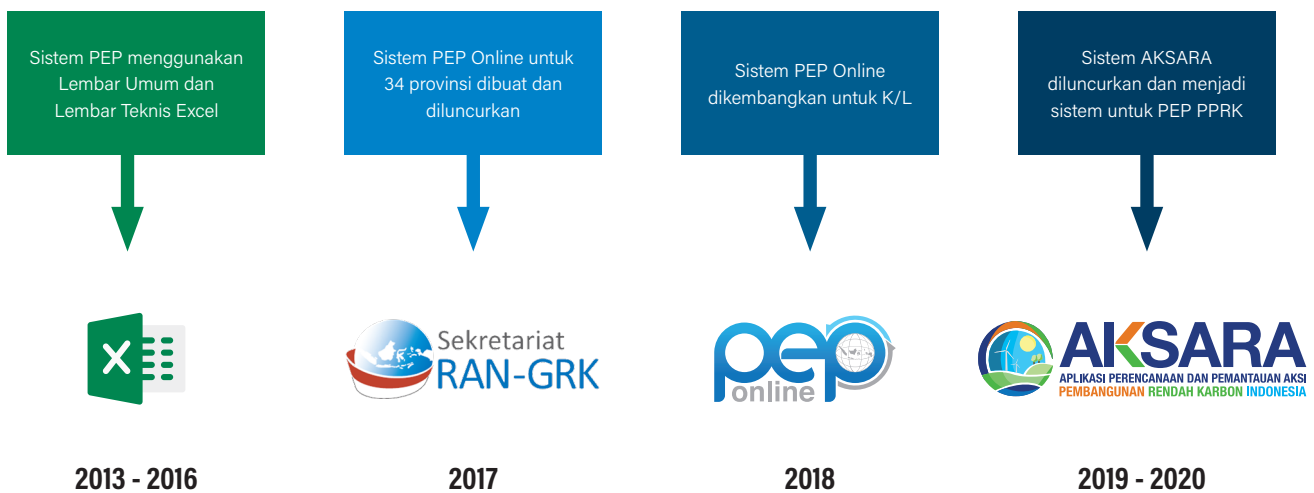 Sistem PEP menggunakan
Lembar Umum dan
Lembar Teknis Excel
Sistem PEP Online untuk
34 provinsi dibuat dan
diluncurkan
Sistem PEP Online
dikembangkan untuk K/L
Sistem AKSARA
diluncurkan dan menjadi
sistem untuk PEP PPRK
X
Sekretariat
RAN-GRK
pep
online
AKSARA
APLIKASI PERENCANAAN DAN PEMANTAUAN AKSI
PEMBANGUNAN RENDAH KARBON INDONESIA
2013 - 2016
2017
2018
2019 - 2020